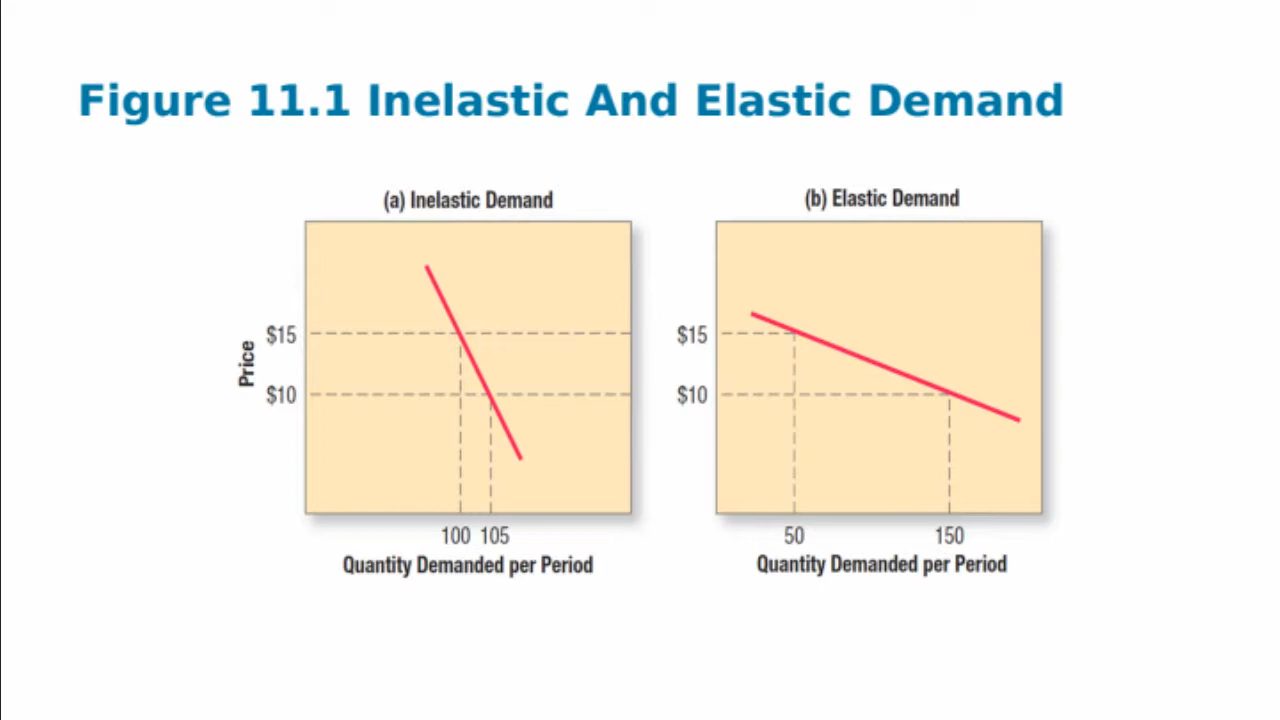 Figure 11.1 Inelastic And Elastic Demand
(a) Inelastic Demand
Price
$15
$10
100 105
Quantity Demanded per Period
(b) Elastic Demand
$15
$10
50 150
Quantity Demanded per Period